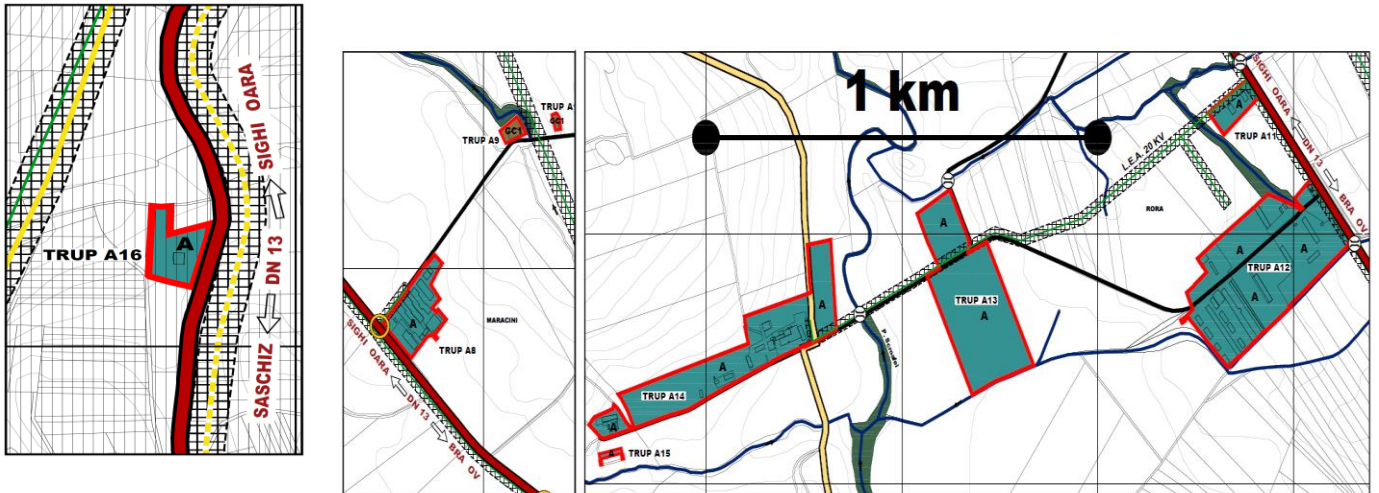 TRUP A16
A
SIGHI OARA
DN 13
SASCHIZ
TRUP A9
GC1
GC1
A
TRUP A8
MARACINI
SIGHI OARA
DN 13
BRA OV
1 km
L.E.A. 20 KV
RORA
SIGHI OARA
DN 13
BRA OV
A
TRUP A11
A
A
TRUP A12
A
A
A
TRUP A13
A
A
A
TRUP A14
A
A
TRUP A15